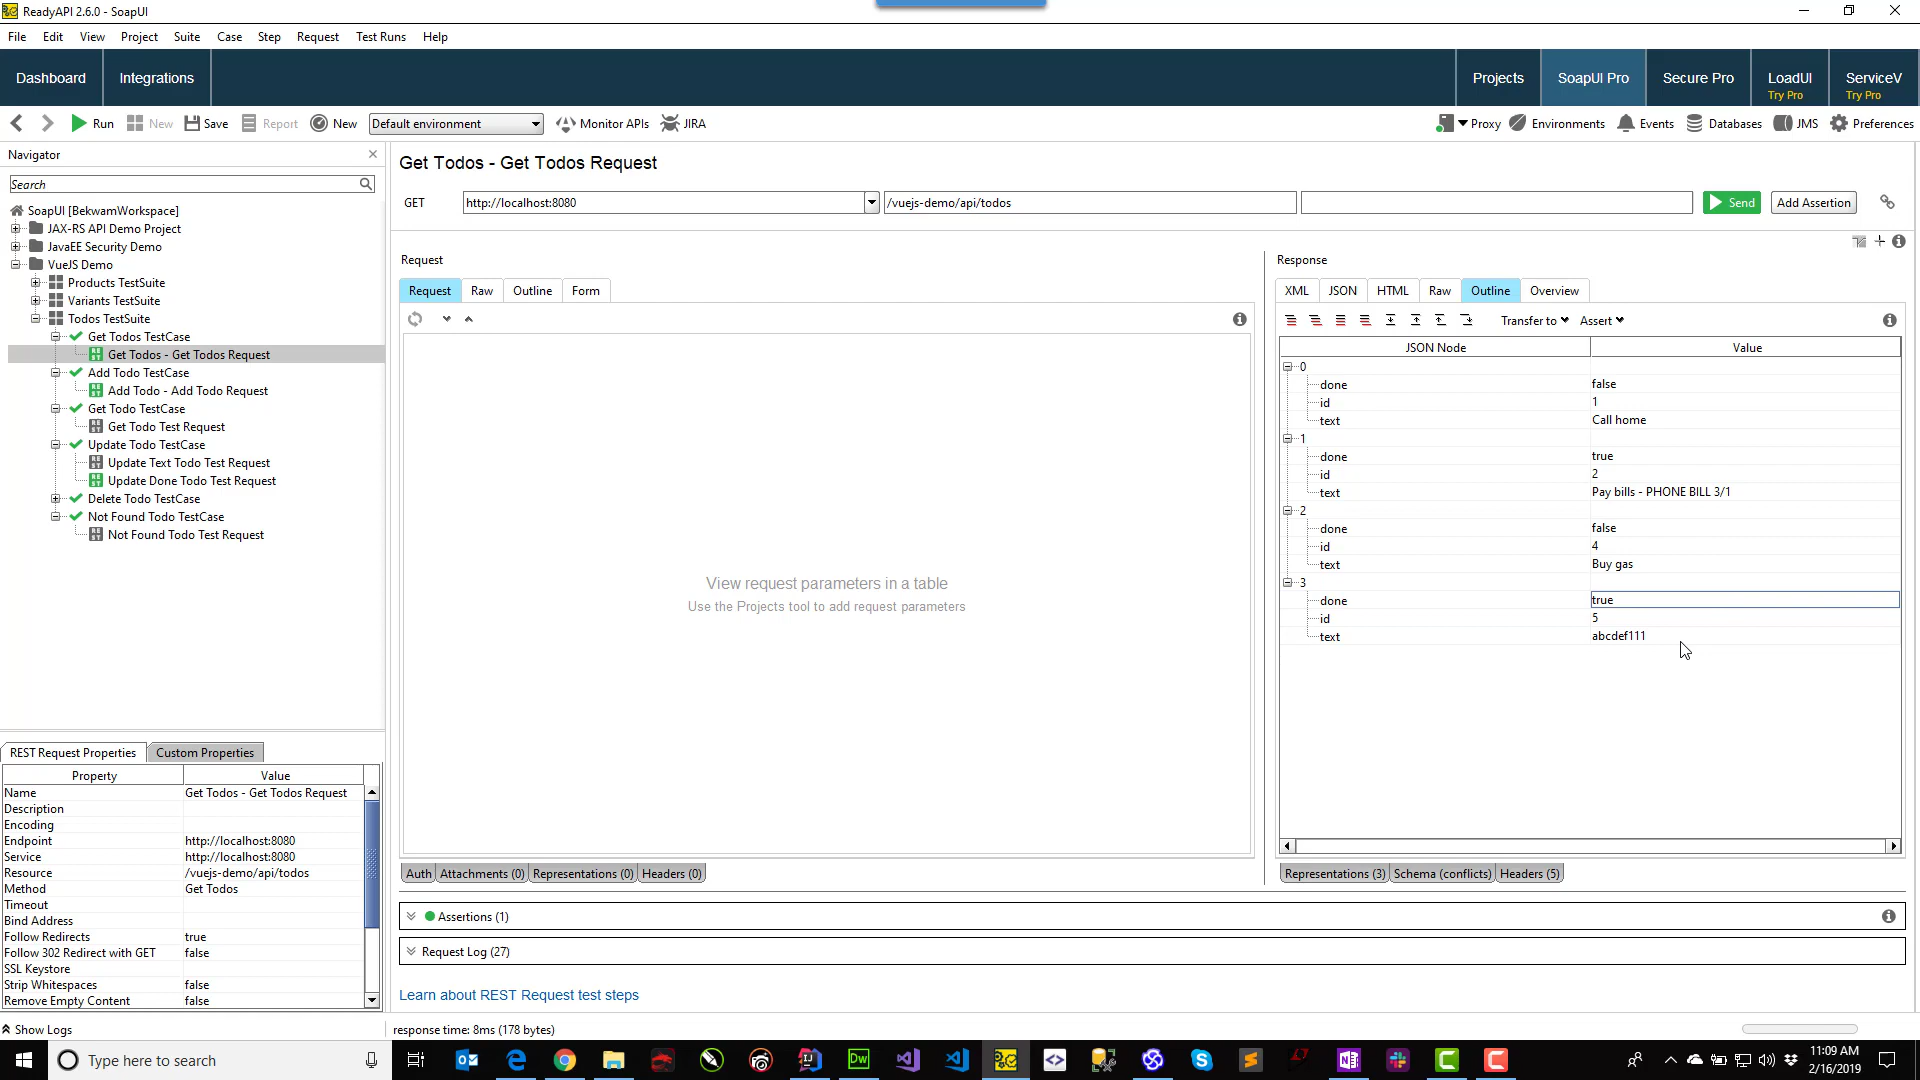 ReadyAPI 2.6.0 - SoapUI
File Edit View Project Suite Case Step Request Test Runs Help
Dashboard Integrations Projects SoapUI Pro Secure Pro LoadUI ServiceV
Try Pro Try Pro
Run New Save Report New Default environment Monitor APIs JIRA Proxy Environments Events Databases JMS Preferences
Navigator
Search
SoapUI [BekwamWorkspace]
JAX-RS API Demo Project
JavaEE Security Demo
VueJS Demo
Products TestSuite
Variants TestSuite
Todos TestSuite
Get Todos TestCase
Get Todos - Get Todos Request
Add Todo TestCase
Add Todo - Add Todo Request
Get Todo TestCase
Get Todo Test Request
Update Todo TestCase
Update Text Todo Test Request
Update Done Todo Test Request
Delete Todo TestCase
Not Found Todo TestCase
Not Found Todo Test Request
REST Request Properties Custom Properties
Property Value
Name Get Todos - Get Todos Request
Description
Encoding
Endpoint http://localhost:8080
Service http://localhost:8080
Resource /vuejs-demo/api/todos
Method Get Todos
Timeout
Bind Address
Follow Redirects true
Follow 302 Redirect with GET false
SSL Keystore
Strip Whitespaces false
Remove Empty Content false
Show Logs
Get Todos - Get Todos Request
GET http://localhost:8080 /vuejs-demo/api/todos Send Add Assertion
Request
Request Raw Outline Form
View request parameters in a table
Use the Projects tool to add request parameters
Auth Attachments (0) Representations (0) Headers (0)
Response
XML JSON HTML Raw Outline Overview
Transfer to Assert
JSON Node Value
0
done false
id 1
text Call home
1
done true
id 2
text Pay bills - PHONE BILL 3/1
2
done false
id 4
text Buy gas
3
done true
id 5
text abcdef111
Representations (3) Schema (conflicts) Headers (5)
Assertions (1)
Request Log (27)
Learn about REST Request test steps
response time: 8ms (178 bytes)
Type here to search
11:09 AM
2/16/2019